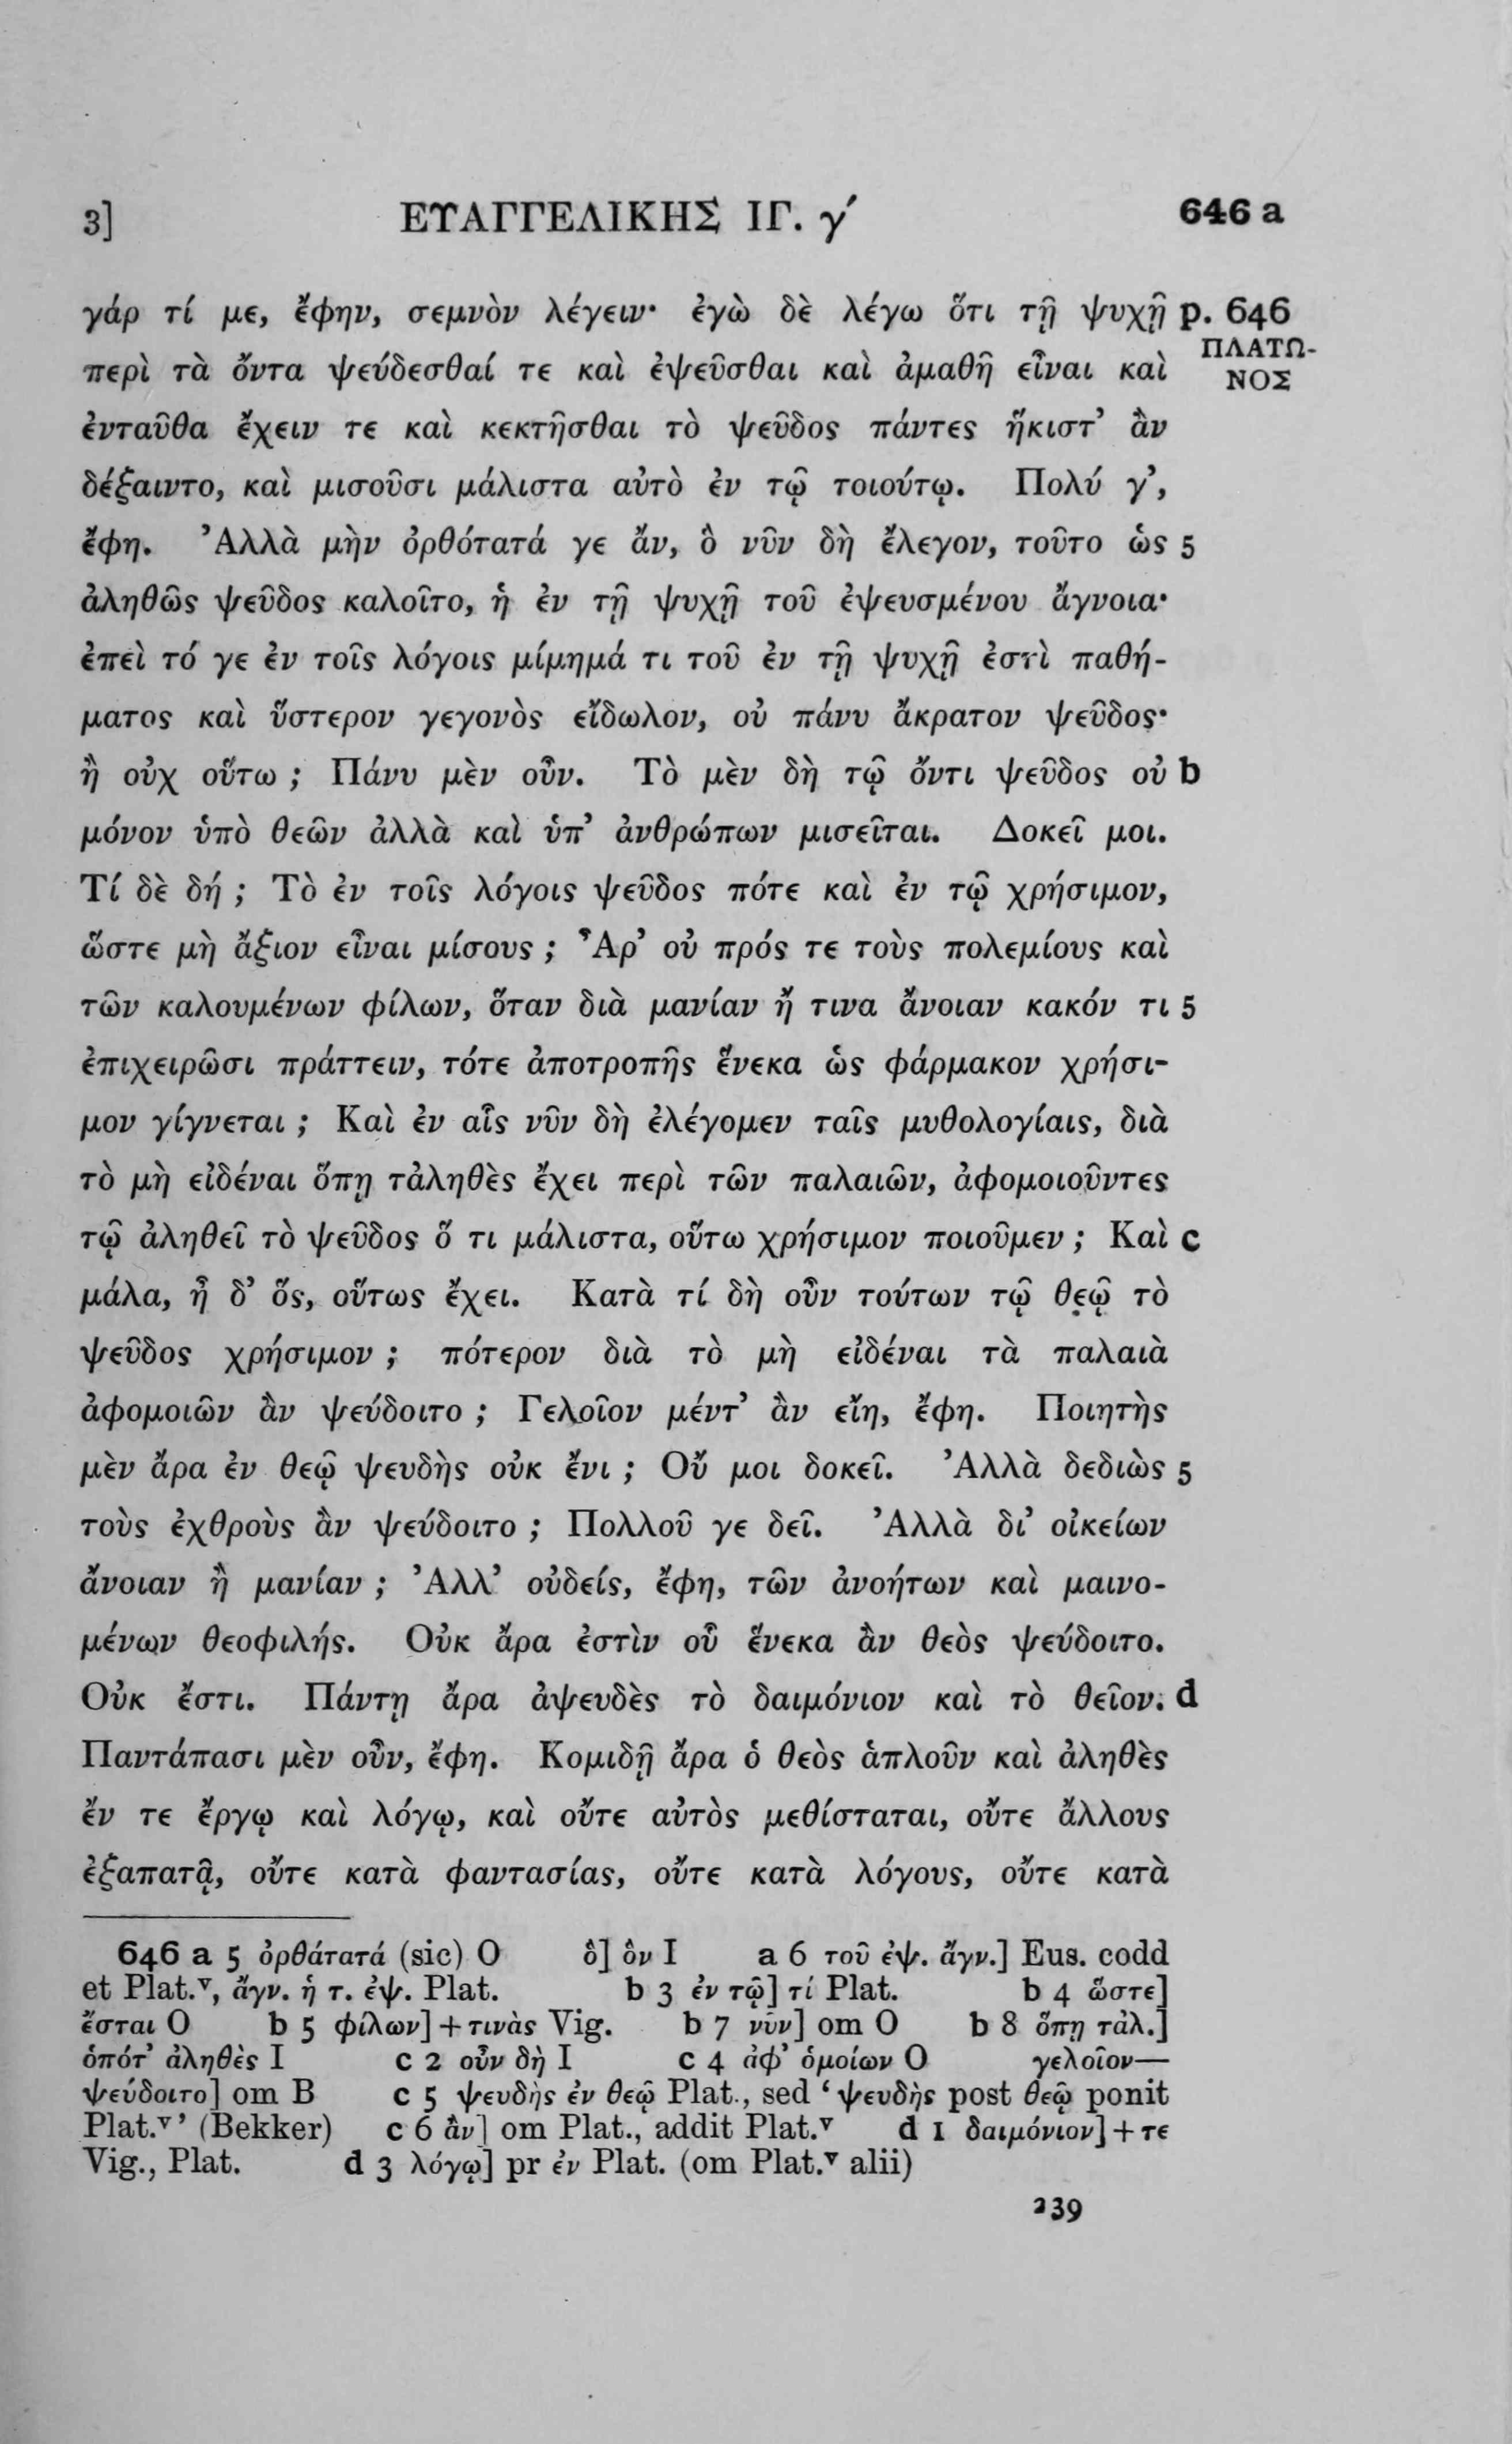 3] ΕΥΑΓΓΕΛΙΚΗΣ ΙΓ. γ´ 646 a
γάρ τί με, ἔφην, σεμνὸν λέγειν· ἐγὼ δὲ λέγω ὅτι τῇ ψυχῇ p. 646
περὶ τὰ ὄντα ψεύδεσθαί τε καὶ ἐψεῦσθαι καὶ ἀμαθῆ εἶναι καὶ ΠΛΑΤΩ-
ΝΟΣ
ἐνταῦθα ἔχειν τε καὶ κεκτῆσθαι τὸ ψεῦδος πάντες ἥκιστ’ ἂν
δέξαιντο, καὶ μισοῦσι μάλιστα αὐτὸ ἐν τῷ τοιούτῳ. Πολύ γ’,
ἔφη. Ἀλλὰ μὴν ὀρθότατά γε ἄν, ὃ νῦν δὴ ἔλεγον, τοῦτο ὡς 5
ἀληθῶς ψεῦδος καλοῖτο, ἡ ἐν τῇ ψυχῇ τοῦ ἐψευσμένου ἄγνοια·
ἐπεὶ τό γε ἐν τοῖς λόγοις μίμημά τι τοῦ ἐν τῇ ψυχῇ ἐστὶ παθή-
ματος καὶ ὕστερον γεγονὸς εἴδωλον, οὐ πάνυ ἄκρατον ψεῦδος·
ἢ οὐχ οὕτω ; Πάνυ μὲν οὖν. Τὸ μὲν δὴ τῷ ὄντι ψεῦδος οὐ b
μόνον ὑπὸ θεῶν ἀλλὰ καὶ ὑπ’ ἀνθρώπων μισεῖται. Δοκεῖ μοι.
Τί δὲ δή ; Τὸ ἐν τοῖς λόγοις ψεῦδος πότε καὶ ἐν τῷ χρήσιμον,
ὥστε μὴ ἄξιον εἶναι μίσους ; Ἆρ’ οὐ πρός τε τοὺς πολεμίους καὶ
τῶν καλουμένων φίλων, ὅταν διὰ μανίαν ἤ τινα ἄνοιαν κακόν τι 5
ἐπιχειρῶσι πράττειν, τότε ἀποτροπῆς ἕνεκα ὡς φάρμακον χρήσι-
μον γίγνεται ; Καὶ ἐν αἷς νῦν δὴ ἐλέγομεν ταῖς μυθολογίαις, διὰ
τὸ μὴ εἰδέναι ὅπῃ τἀληθὲς ἔχει περὶ τῶν παλαιῶν, ἀφομοιοῦντες
τῷ ἀληθεῖ τὸ ψεῦδος ὅ τι μάλιστα, οὕτω χρήσιμον ποιοῦμεν ; Καὶ c
μάλα, ἦ δ’ ὅς, οὕτως ἔχει. Κατὰ τί δὴ οὖν τούτων τῷ θεῷ τὸ
ψεῦδος χρήσιμον ; πότερον διὰ τὸ μὴ εἰδέναι τὰ παλαιὰ
ἀφομοιῶν ἂν ψεύδοιτο ; Γελοῖον μέντ’ ἂν εἴη, ἔφη. Ποιητὴς
μὲν ἄρα ἐν θεῷ ψευδὴς οὐκ ἔνι ; Οὔ μοι δοκεῖ. Ἀλλὰ δεδιὼς 5
τοὺς ἐχθροὺς ἂν ψεύδοιτο ; Πολλοῦ γε δεῖ. Ἀλλὰ δι’ οἰκείων
ἄνοιαν ἢ μανίαν ; Ἀλλ’ οὐδείς, ἔφη, τῶν ἀνοήτων καὶ μαινο-
μένων θεοφιλής. Οὐκ ἄρα ἐστὶν οὗ ἕνεκα ἂν θεὸς ψεύδοιτο.
Οὐκ ἔστι. Πάντῃ ἄρα ἀψευδὲς τὸ δαιμόνιον καὶ τὸ θεῖον. d
Παντάπασι μὲν οὖν, ἔφη. Κομιδῇ ἄρα ὁ θεὸς ἁπλοῦν καὶ ἀληθὲς
ἔν τε ἔργῳ καὶ λόγῳ, καὶ οὔτε αὐτὸς μεθίσταται, οὔτε ἄλλους
ἐξαπατᾷ, οὔτε κατὰ φαντασίας, οὔτε κατὰ λόγους, οὔτε κατὰ
646 a 5 ὀρθάτατά (sic) O ὃ] ὃν I a 6 τοῦ ἐψ. ἄγν.] Eus. codd
et Plat.ᵛ, ἄγν. ἡ τ. ἐψ. Plat. b 3 ἐν τῷ] τί Plat. b 4 ὥστε]
ἔσται O b 5 φίλων] + τινὰς Vig. b 7 νῦν] om O b 8 ὅπῃ τἀλ.]
ὁπότ’ ἀληθὲς I c 2 οὖν δὴ I c 4 ἀφ’ ὁμοίων O γελοῖον—
ψεύδοιτο] om B c 5 ψευδὴς ἐν θεῷ Plat., sed ‘ψευδὴς post θεῷ ponit
Plat.ᵛ’ (Bekker) c 6 ἂν] om Plat., addit Plat.ᵛ d 1 δαιμόνιον] + τε
Vig., Plat. d 3 λόγῳ] pr ἐν Plat. (om Plat.ᵛ alii)
239